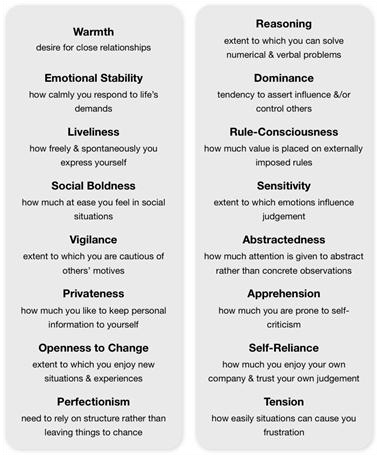 Warmth
desire for close relationships
Emotional Stability
how calmly you respond to life's
demands
Liveliness
how freely & spontaneously you
express yourself
Social Boldness
how much at ease you feel in social
situations
Vigilance
extent to which you are cautious of
others' motives
Privateness
how much you like to keep personal
information to yourself
Openness to Change
extent to which you enjoy new
situations & experiences
Perfectionism
need to rely on structure rather than
leaving things to chance
Reasoning
extent to which you can solve
numerical & verbal problems
Dominance
tendency to assert influence &/or
control others
Rule-Consciousness
how much value is placed on externally
imposed rules
Sensitivity
extent to which emotions influence
judgement
Abstractedness
how much attention is given to abstract
rather than concrete observations
Apprehension
how much you are prone to self-
criticism
Self-Reliance
how much you enjoy your own
company & trust your own judgement
Tension
how easily situations can cause you
frustration